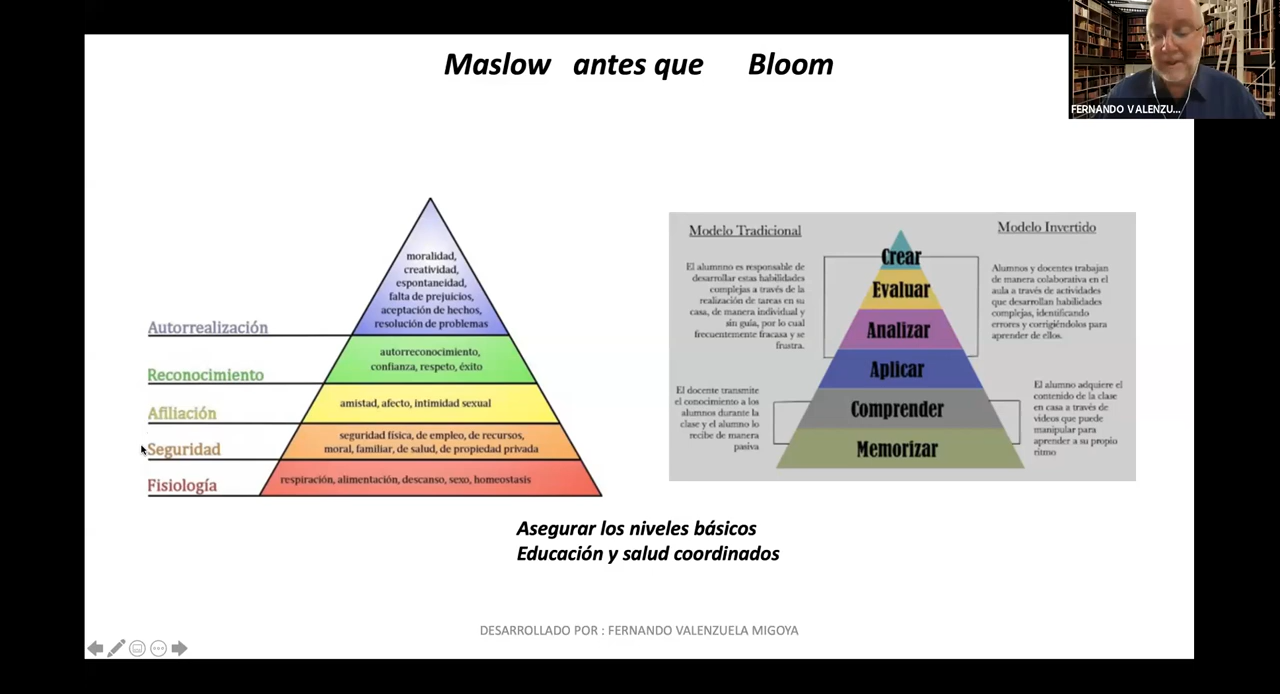 Maslow antes que Bloom
FERNANDO VALENZU...
moralidad,
creatividad,
espontaneidad,
falta de prejuicios,
aceptación de hechos,
resolución de problemas
Autorrealización
autorreconocimiento,
confianza, respeto, éxito
Reconocimiento
amistad, afecto, intimidad sexual
Afiliación
seguridad física, de empleo, de recursos,
moral, familiar, de salud, de propiedad privada
Seguridad
respiración, alimentación, descanso, sexo, homeostasis
Fisiología
Modelo Tradicional
El alumnno es responsable de
desarrollar estas habilidades
complejas a través de la
realización de tareas en su
casa, de manera individual y
sin guía, por lo cual
frecuentemente fracasa y se
frustra.
El docente transmite
el conocimiento a los
alumnos durante la
clase y el alumno lo
recibe de manera
pasiva
Crear
Evaluar
Analizar
Aplicar
Comprender
Memorizar
Modelo Invertido
Alumnos y docentes trabajan
de manera colaborativa en el
aula a través de actividades
que desarrollan habilidades
complejas, identificando
errores y corrigiéndolos para
aprender de ellos.
El alumno adquiere el
contenido de la clase
en casa a través de
videos que puede
manipular para
aprender a su propio
ritmo
Asegurar los niveles básicos
Educación y salud coordinados
DESARROLLADO POR : FERNANDO VALENZUELA MIGOYA